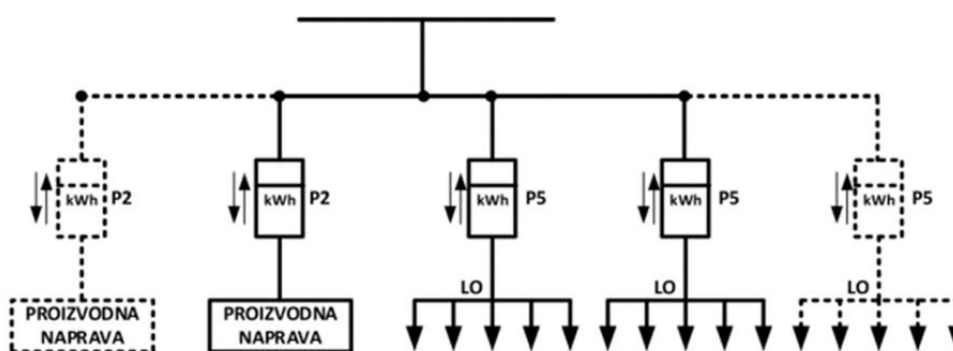 kWh P2 kWh P2 kWh P5 kWh P5 kWh P5
LO LO LO
PROIZVODNA PROIZVODNA
NAPRAVA NAPRAVA